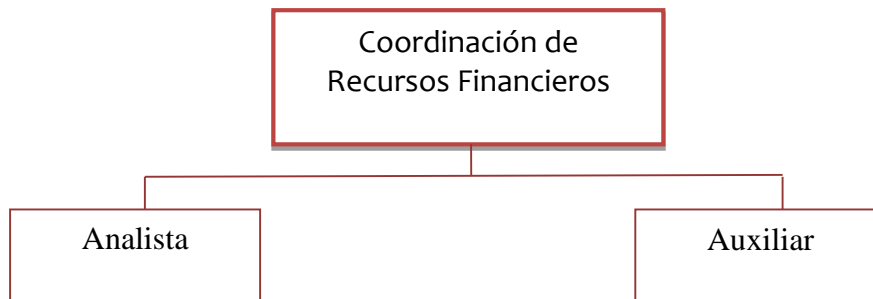 Coordinación de
Recursos Financieros
Analista
Auxiliar